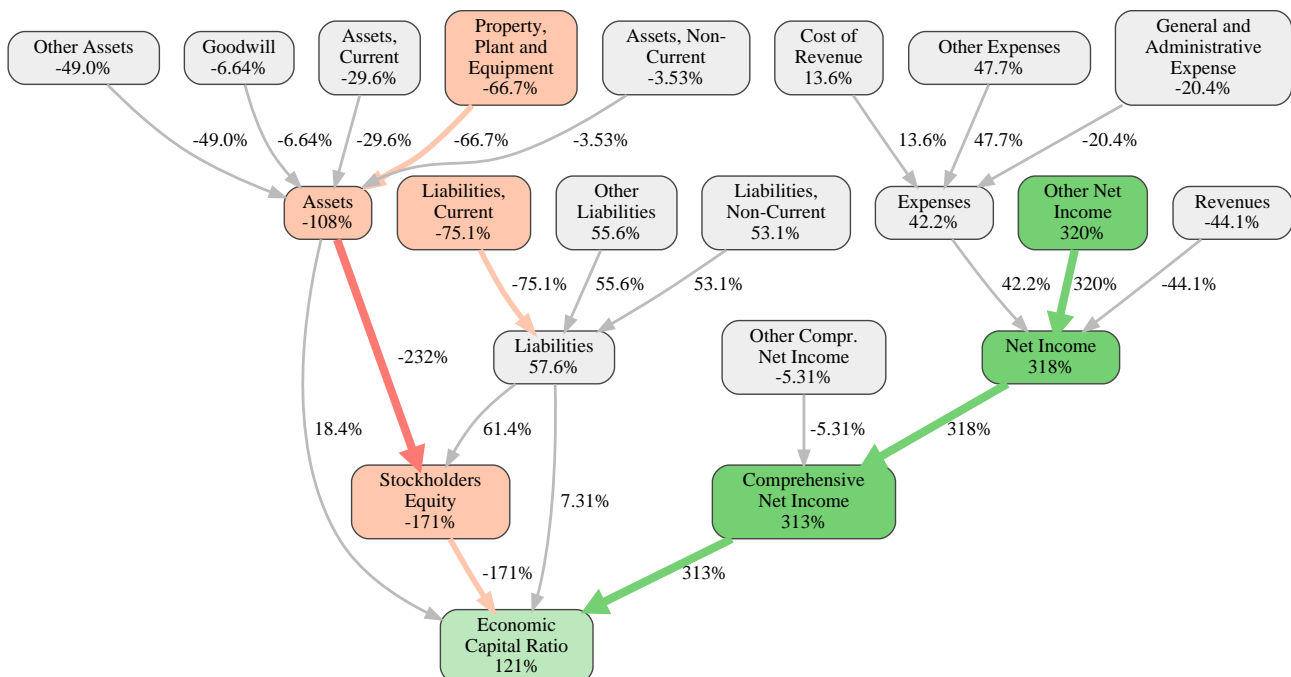 Other Assets
-49.0%
Goodwill
-6.64%
Assets,
Current
-29.6%
Property,
Plant and
Equipment
-66.7%
Assets, Non-
Current
-3.53%
Cost of
Revenue
13.6%
Other Expenses
47.7%
General and
Administrative
Expense
-20.4%
-49.0%
-6.64%
-29.6%
-66.7%
-3.53%
13.6%
47.7%
-20.4%
Assets
-108%
Liabilities,
Current
-75.1%
Other
Liabilities
55.6%
Liabilities,
Non-Current
53.1%
Expenses
42.2%
Other Net
Income
320%
Revenues
-44.1%
-75.1%
55.6%
53.1%
42.2%
320%
-44.1%
-232%
Liabilities
57.6%
Other Compr.
Net Income
-5.31%
Net Income
318%
18.4%
61.4%
-5.31%
318%
Stockholders
Equity
-171%
7.31%
Comprehensive
Net Income
313%
-171%
313%
Economic
Capital Ratio
121%